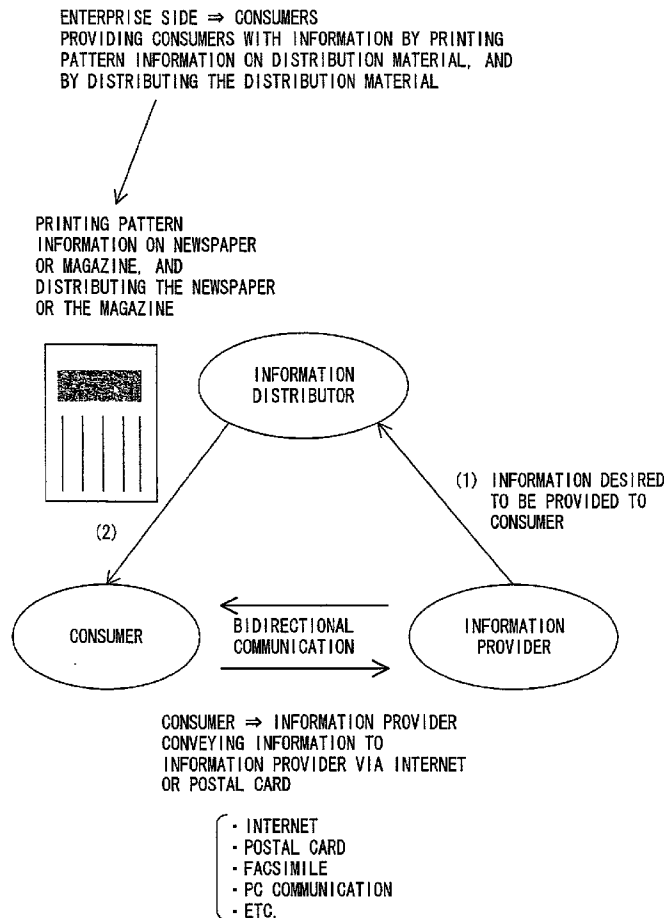 ENTERPRISE SIDE ⇒ CONSUMERS
PROVIDING CONSUMERS WITH INFORMATION BY PRINTING
PATTERN INFORMATION ON DISTRIBUTION MATERIAL, AND
BY DISTRIBUTING THE DISTRIBUTION MATERIAL
PRINTING PATTERN
INFORMATION ON NEWSPAPER
OR MAGAZINE, AND
DISTRIBUTING THE NEWSPAPER
OR THE MAGAZINE
INFORMATION
DISTRIBUTOR
(1) INFORMATION DESIRED
TO BE PROVIDED TO
CONSUMER
(2)
CONSUMER
BIDIRECTIONAL
COMMUNICATION
INFORMATION
PROVIDER
CONSUMER ⇒ INFORMATION PROVIDER
CONVEYING INFORMATION TO
INFORMATION PROVIDER VIA INTERNET
OR POSTAL CARD
・INTERNET
・POSTAL CARD
・FACSIMILE
・PC COMMUNICATION
・ETC.